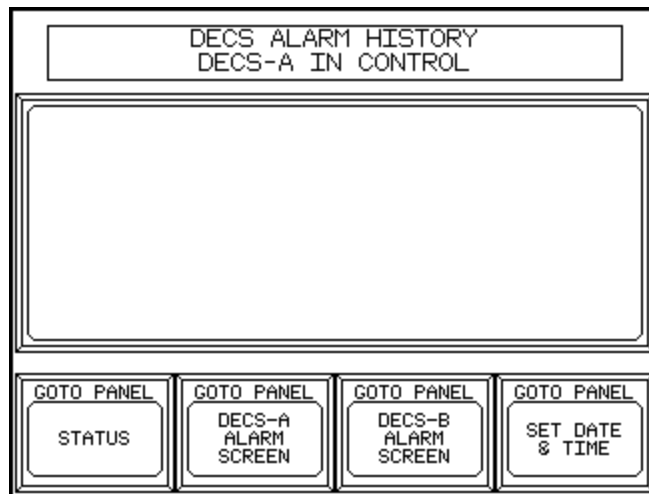 DECS ALARM HISTORY
DECS-A IN CONTROL
GOTO PANEL
STATUS
GOTO PANEL
DECS-A
ALARM
SCREEN
GOTO PANEL
DECS-B
ALARM
SCREEN
GOTO PANEL
SET DATE
& TIME